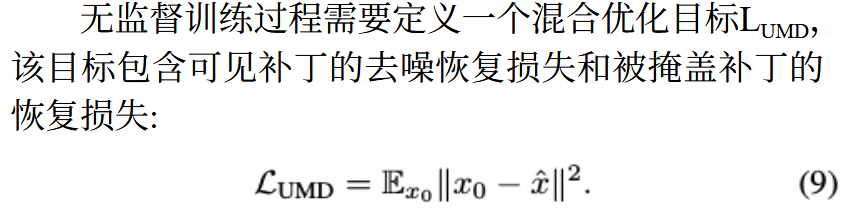 无监督训练过程需要定义一个混合优化目标L_UMD,
该目标包含可见补丁的去噪恢复损失和被掩盖补丁的
恢复损失:
ℒ_UMD = 𝔼_{x₀}‖x₀ − x̂‖². (9)